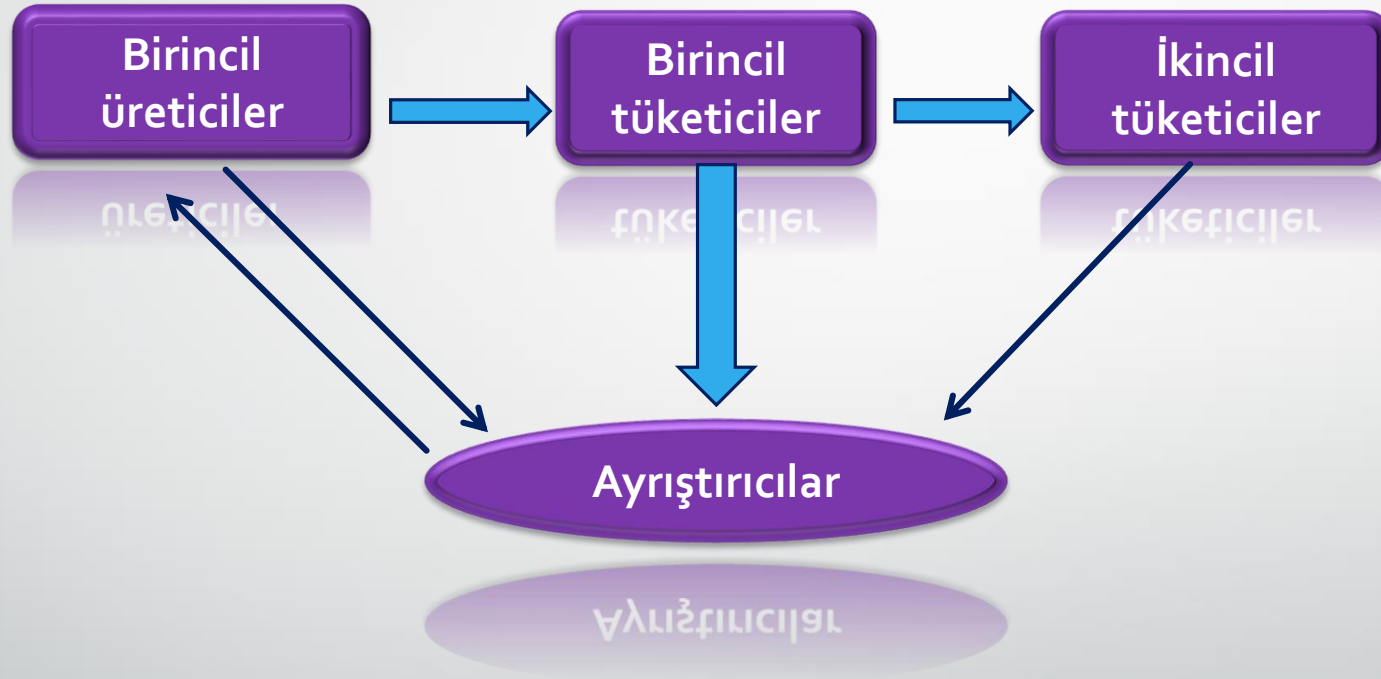 Birincil
üreticiler
Birincil
tüketiciler
İkincil
tüketiciler
Ayrıştırıcılar